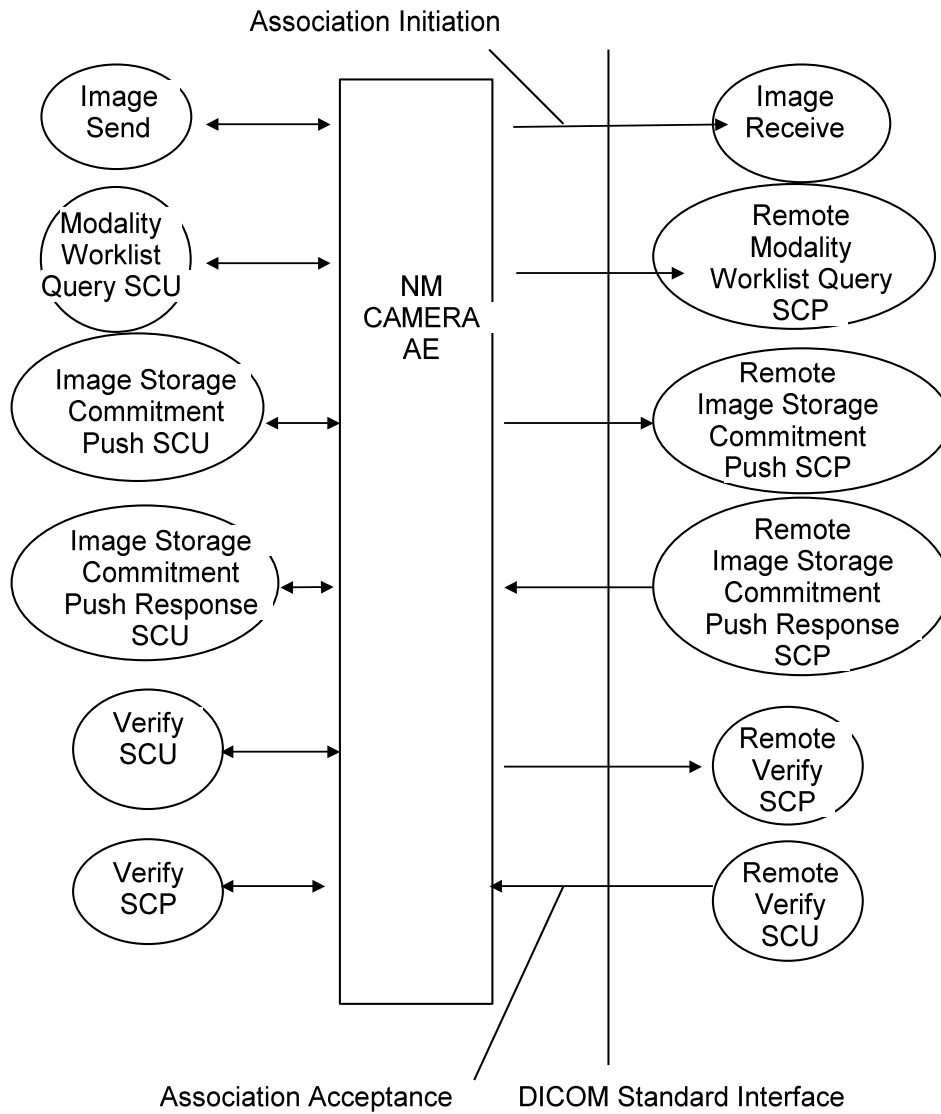 Association Initiation
Image
Send
Image
Receive
Modality
Worklist
Query SCU
NM
CAMERA
AE
Remote
Modality
Worklist Query
SCP
Image Storage
Commitment
Push SCU
Remote
Image Storage
Commitment
Push SCP
Image Storage
Commitment
Push Response
SCU
Remote
Image Storage
Commitment
Push Response
SCP
Verify
SCU
Remote
Verify
SCP
Verify
SCP
Remote
Verify
SCU
Association Acceptance
DICOM Standard Interface